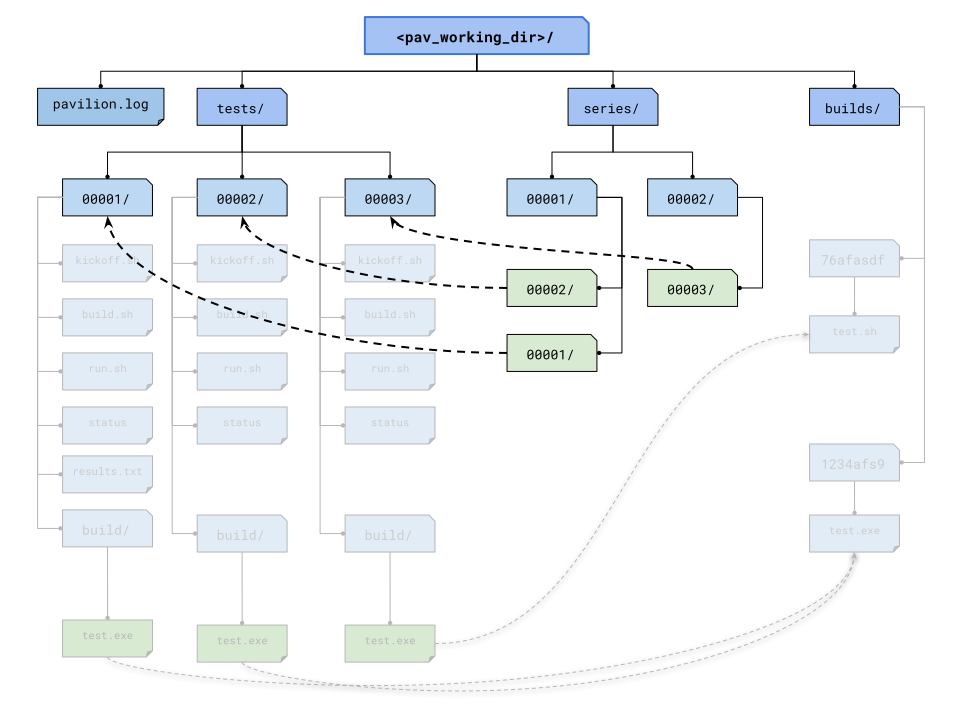 <pav_working_dir>/
pavilion.log
tests/
series/
builds/
00001/
00002/
00003/
00001/
00002/
kickoff.sh
kickoff.sh
kickoff.sh
76afasdf
00002/
00003/
build.sh
build.sh
build.sh
test.sh
00001/
run.sh
run.sh
run.sh
status
status
status
1234afs9
results.txt
build/
build/
build/
test.exe
test.exe
test.exe
test.exe